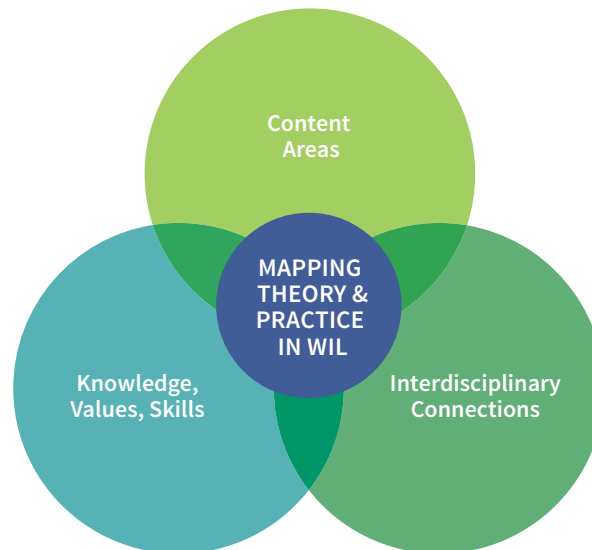 Content
Areas
MAPPING
THEORY &
PRACTICE
IN WIL
Knowledge,
Values, Skills
Interdisciplinary
Connections